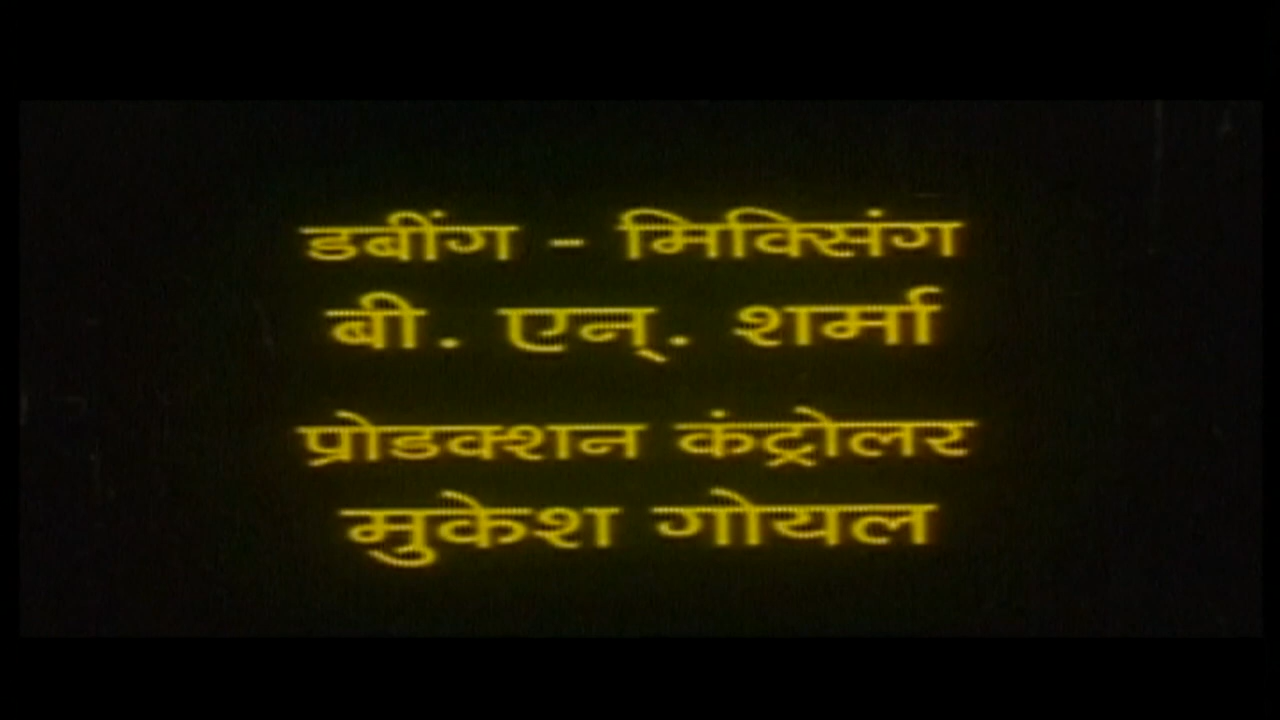 डबींग - मिक्सिंग
बी. एन्. शर्मा
प्रोडक्शन कंट्रोलर
मुकेश गोयल